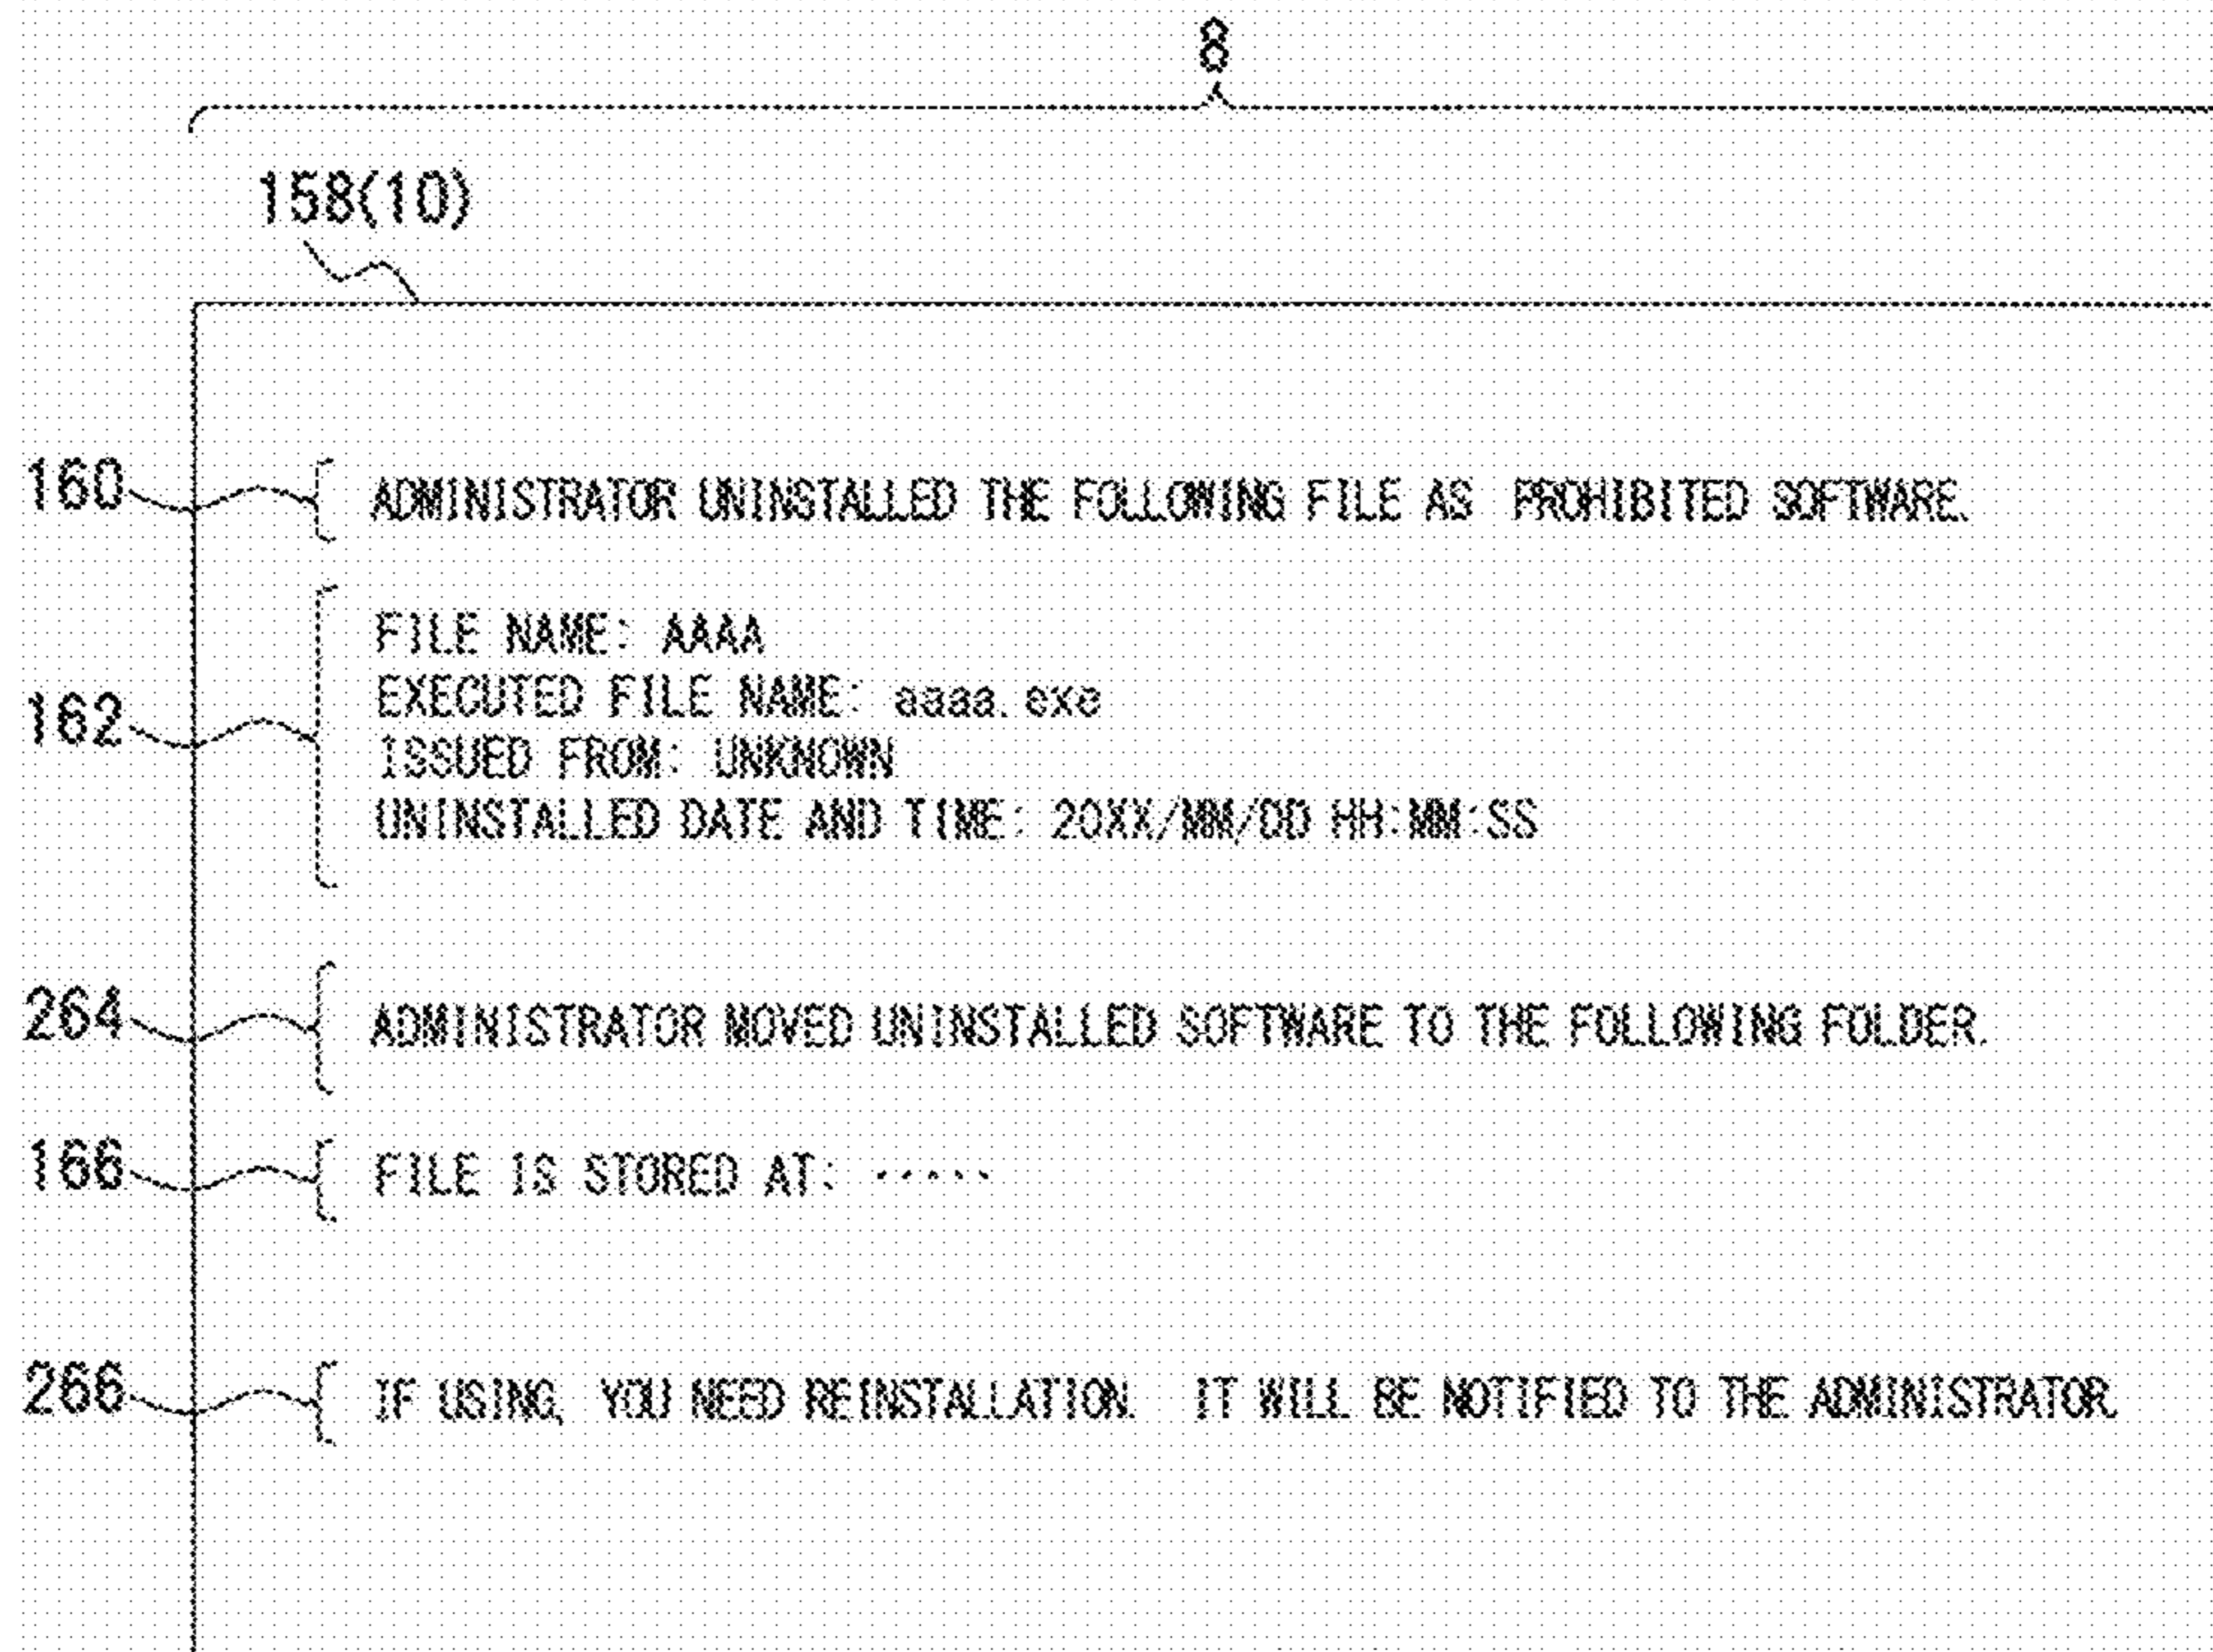 8
158(10)
160 ADMINISTRATOR UNINSTALLED THE FOLLOWING FILE AS PROHIBITED SOFTWARE.
FILE NAME: AAAA
EXECUTED FILE NAME: aaaa.exe
162
ISSUED FROM: UNKNOWN
UNINSTALLED DATE AND TIME: 20XX/MM/DD HH:MM:SS
264 ADMINISTRATOR MOVED UNINSTALLED SOFTWARE TO THE FOLLOWING FOLDER.
166 FILE IS STORED AT: ·····
266 IF USING, YOU NEED REINSTALLATION. IT WILL BE NOTIFIED TO THE ADMINISTRATOR.